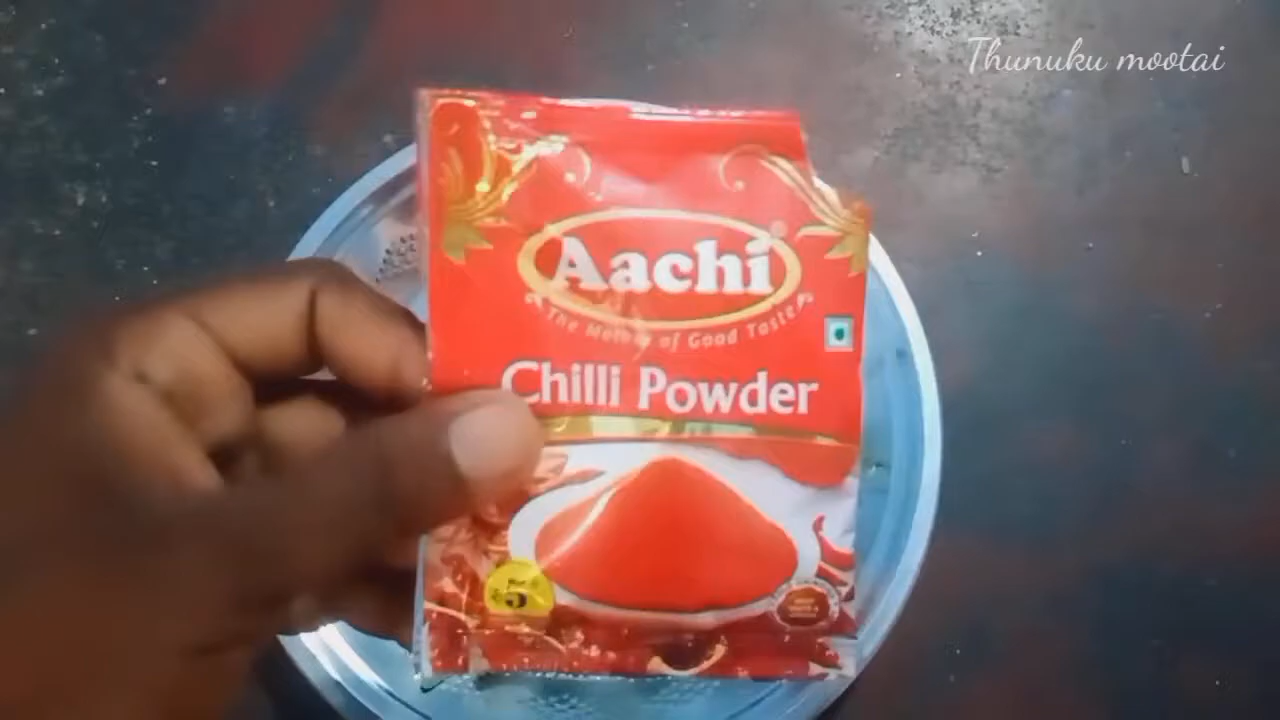 Thunuku mootai
Aachi
The Mother of Good Taste
Chilli Powder
5